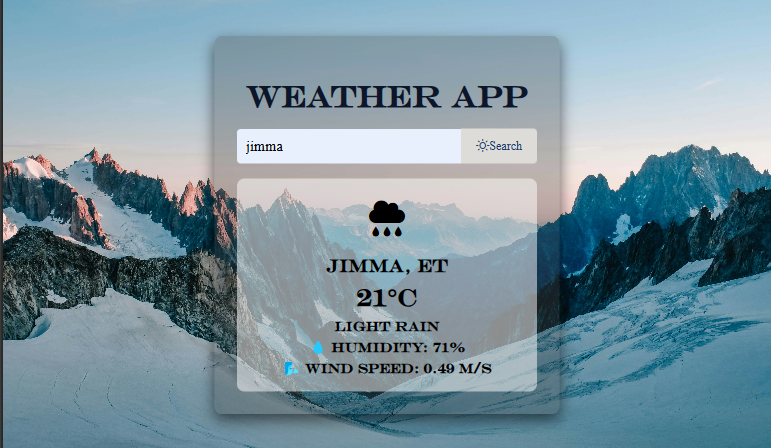 WEATHER APP
jimma
Search
JIMMA, ET
21°C
LIGHT RAIN
HUMIDITY: 71%
WIND SPEED: 0.49 M/S